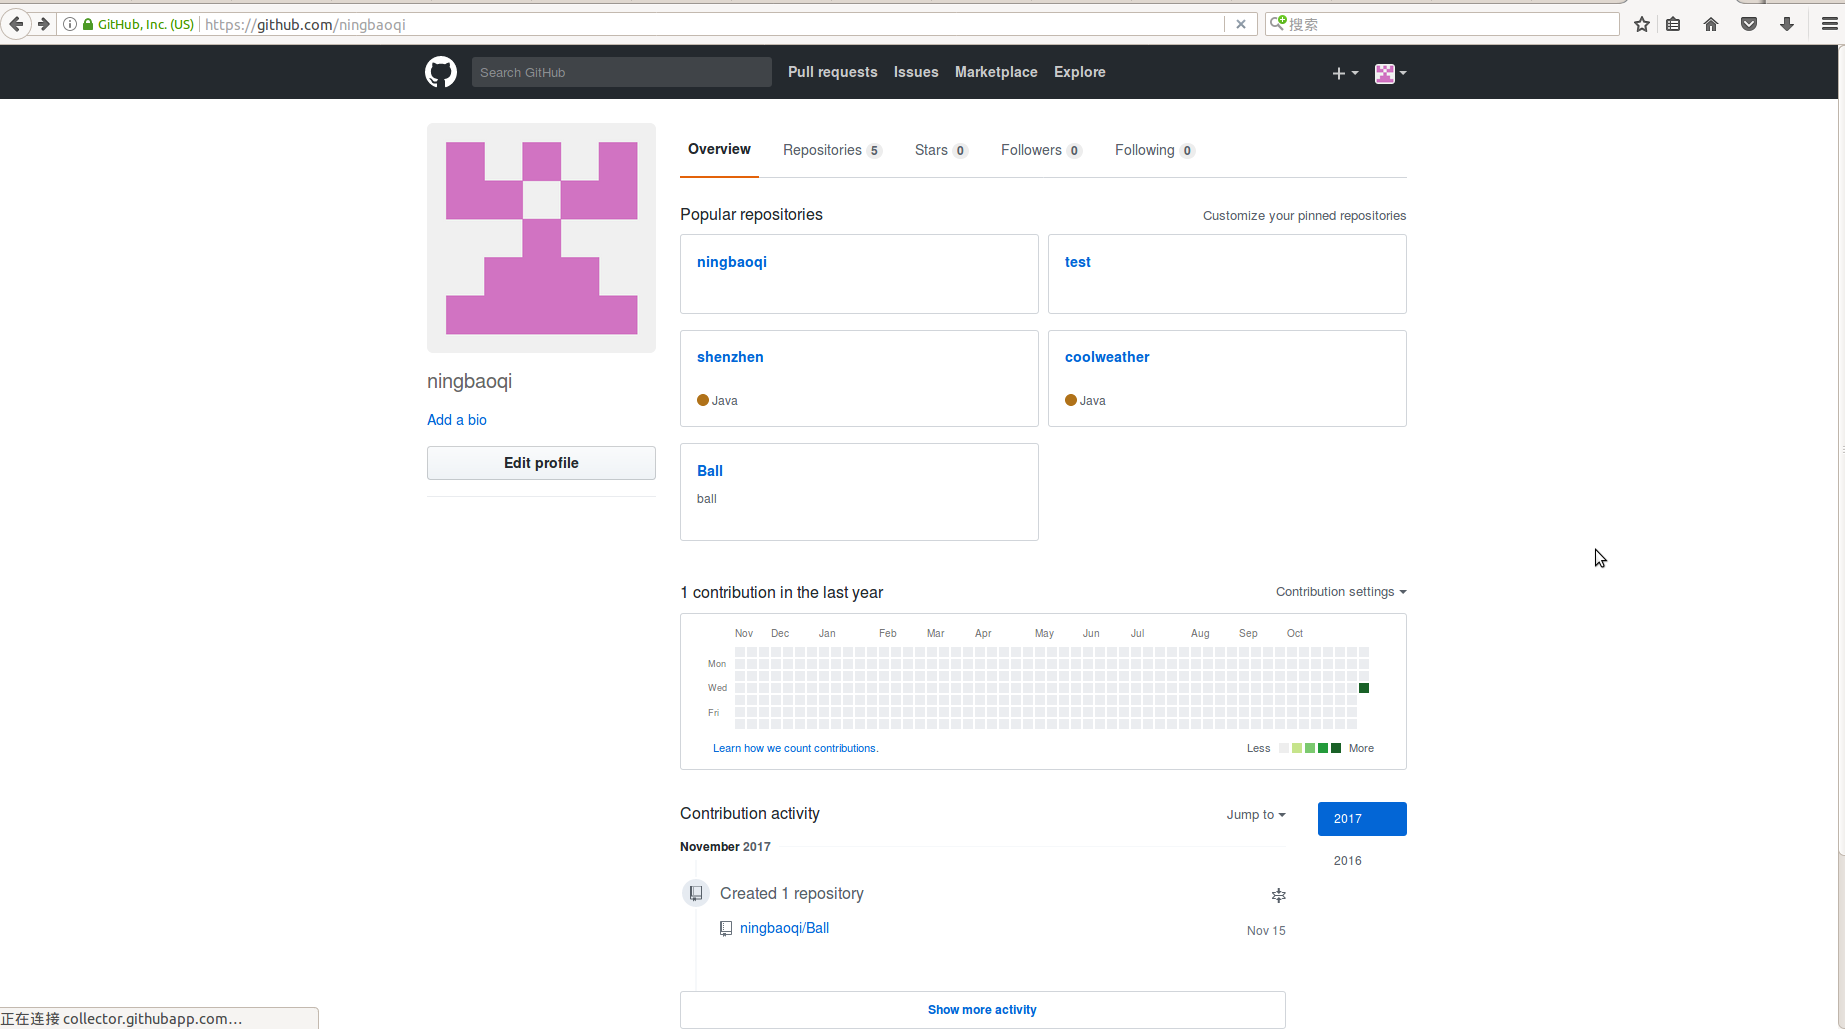 GitHub, Inc. (US) https://github.com/ningbaoqi 搜索
Search GitHub Pull requests Issues Marketplace Explore
Overview Repositories 5 Stars 0 Followers 0 Following 0
Popular repositories Customize your pinned repositories
ningbaoqi test
shenzhen coolweather
Java Java
Ball
ball
ningbaoqi
Add a bio
Edit profile
1 contribution in the last year Contribution settings
Nov Dec Jan Feb Mar Apr May Jun Jul Aug Sep Oct
Mon
Wed
Fri
Learn how we count contributions. Less More
Contribution activity Jump to 2017
November 2017
2016
Created 1 repository
ningbaoqi/Ball Nov 15
Show more activity
正在连接 collector.githubapp.com…